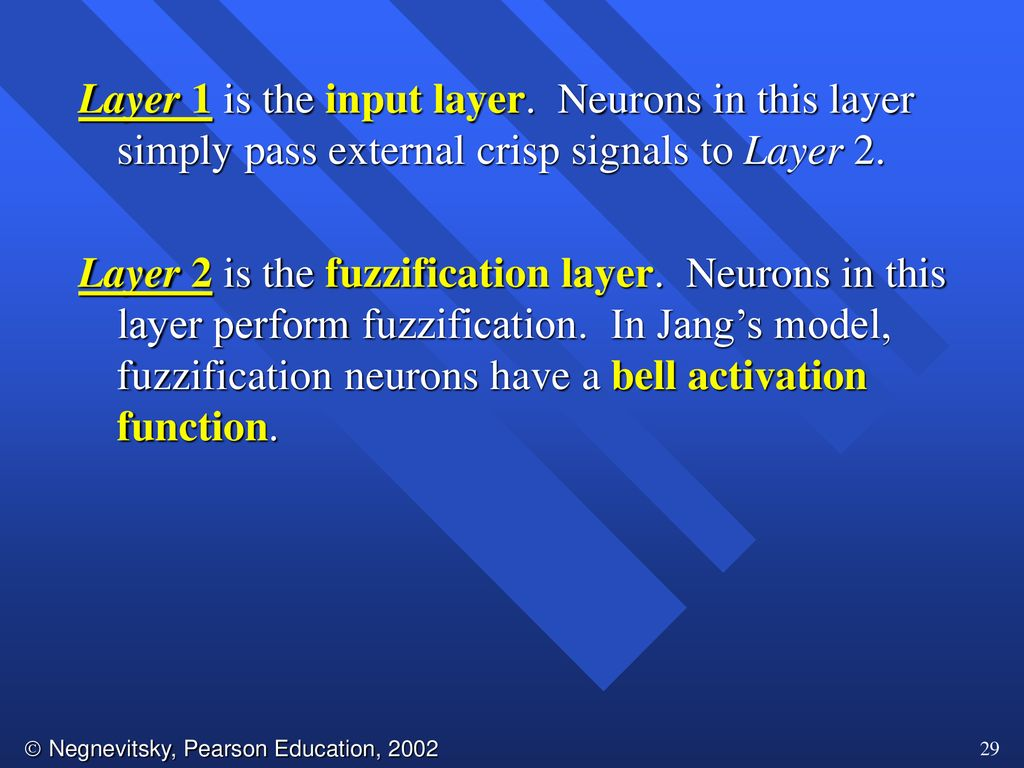 Layer 1 is the input layer.  Neurons in this layer
simply pass external crisp signals to Layer 2.
Layer 2 is the fuzzification layer.  Neurons in this
layer perform fuzzification.  In Jang’s model,
fuzzification neurons have a bell activation
function.
© Negnevitsky, Pearson Education, 2002
29